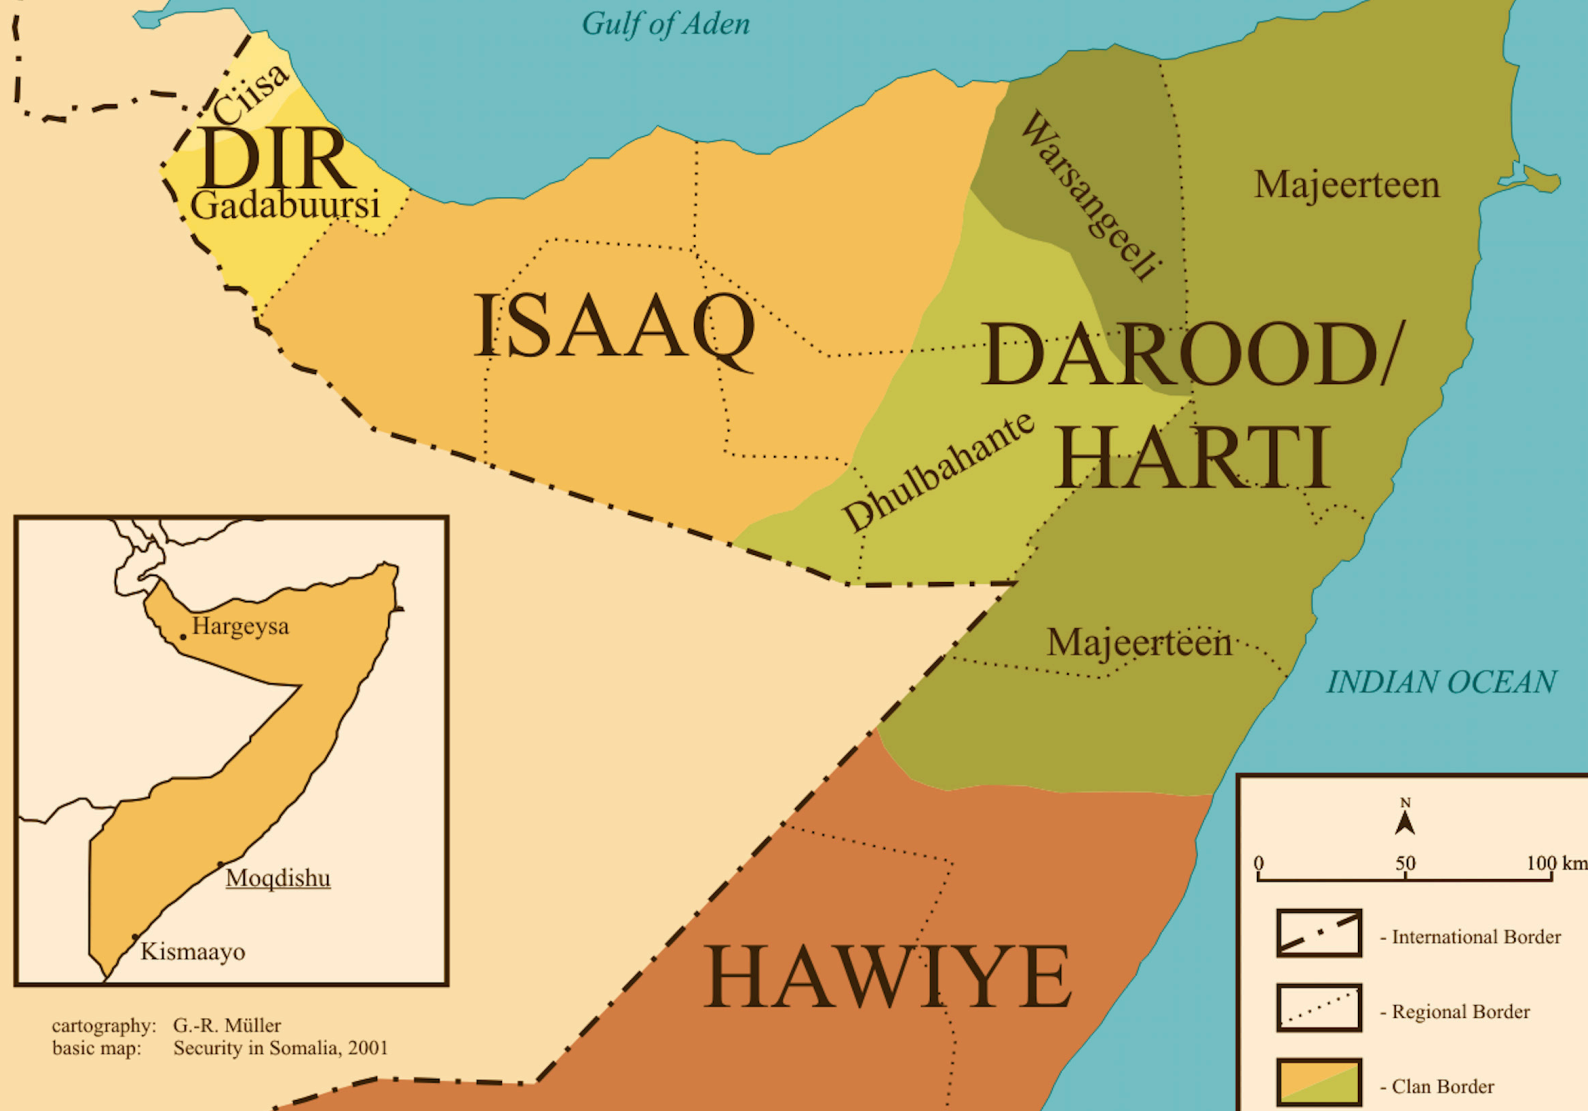 Gulf of Aden
Ciisa
DIR
Gadabuursi
Warsangeeli
Majeerteen
ISAAQ
DAROOD/
HARTI
Dhulbahante
Majeerteen
INDIAN OCEAN
HAWIYE
Hargeysa
Moqdishu
Kismaayo
cartography: G.-R. Müller
basic map: Security in Somalia, 2001
N
0 50 100 km
- International Border
- Regional Border
- Clan Border